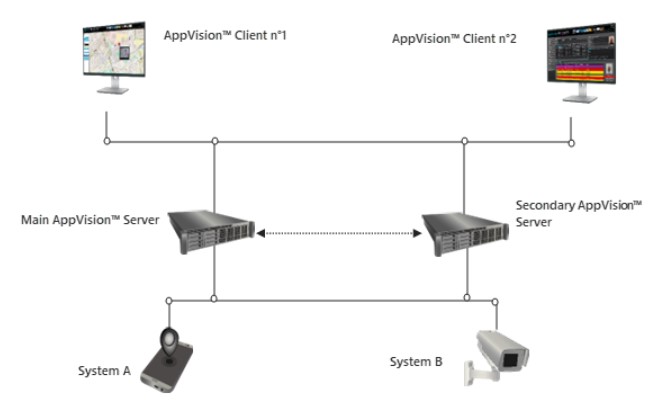 AppVision™ Client n°1
AppVision™ Client n°2
Main AppVision™ Server
Secondary AppVision™
Server
System A
System B